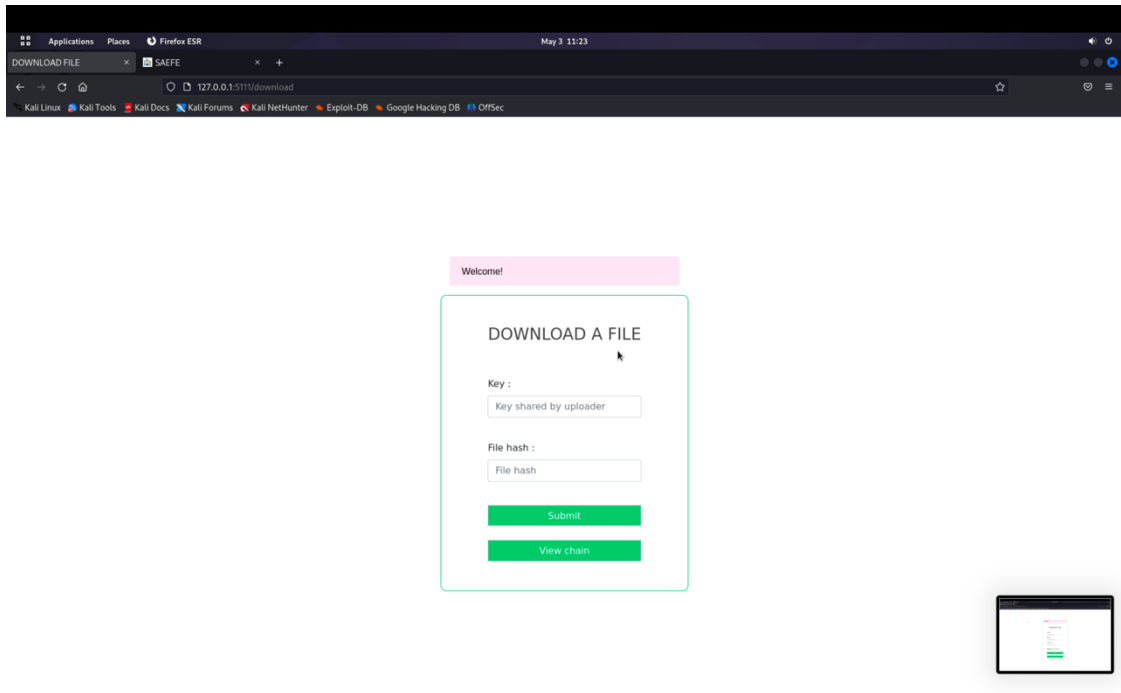 Applications Places Firefox ESR May 3 11:23
DOWNLOAD FILE × SAEFE × +
127.0.0.1:5111/download
Kali Linux Kali Tools Kali Docs Kali Forums Kali NetHunter Exploit-DB Google Hacking DB OffSec
Welcome!
DOWNLOAD A FILE
Key :
Key shared by uploader
File hash :
File hash
Submit
View chain